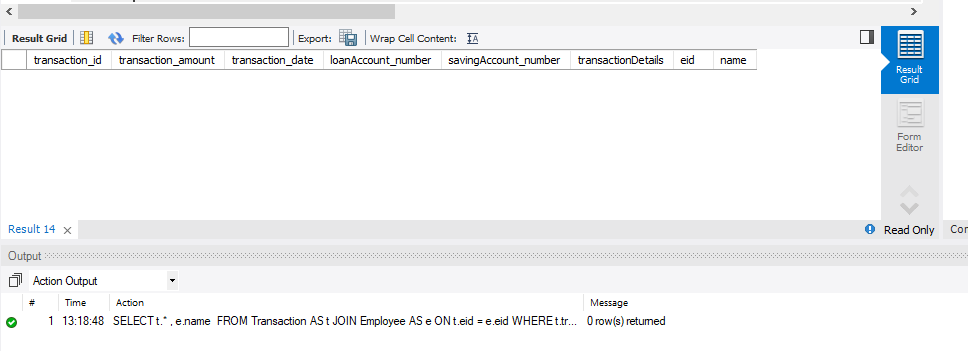 Result Grid Filter Rows: Export: Wrap Cell Content:
transaction_id transaction_amount transaction_date loanAccount_number savingAccount_number transactionDetails eid name
Result
Grid
Form
Editor
Result 14 Read Only Con
Output
Action Output
# Time Action Message
1 13:18:48 SELECT t.* , e.name FROM Transaction AS t JOIN Employee AS e ON t.eid = e.eid WHERE t.tr... 0 row(s) returned